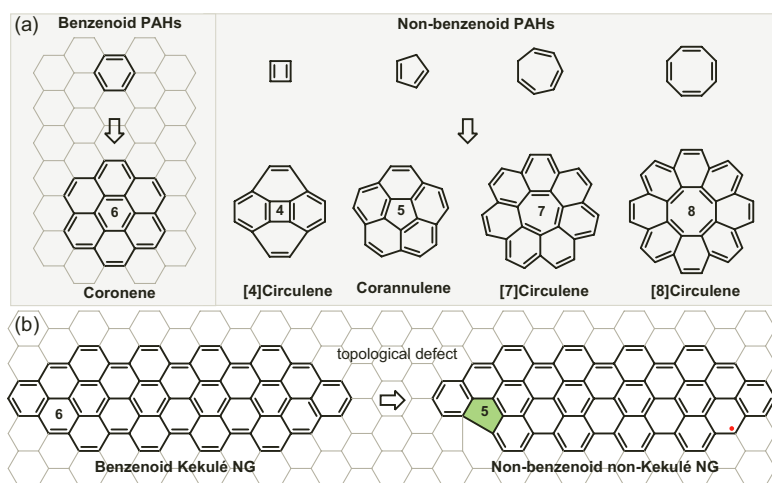 (a) Benzenoid PAHs Non-benzenoid PAHs
6 4 5 7 8
Coronene [4]Circulene Corannulene [7]Circulene [8]Circulene
(b)
topological defect
6 5
Benzenoid Kekulé NG Non-benzenoid non-Kekulé NG